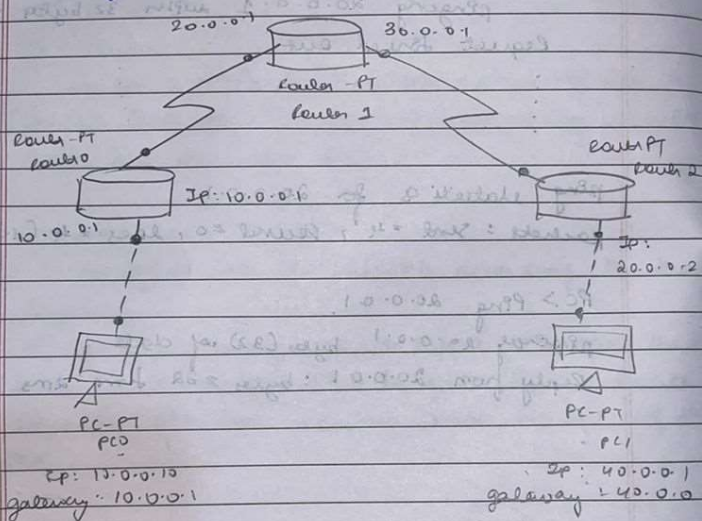 20.0.0.1
30.0.0.1
Router-PT
Router 1
Router-PT
Router 0
Router PT
Router 2
Ip: 10.0.0.1
10.0.0.1
Ip:
20.0.0.2
PC-PT
PC0
PC-PT
PC1
Ip: 10.0.0.10
gateway: 10.0.0.1
Ip: 40.0.0.1
gateway: 40.0.0